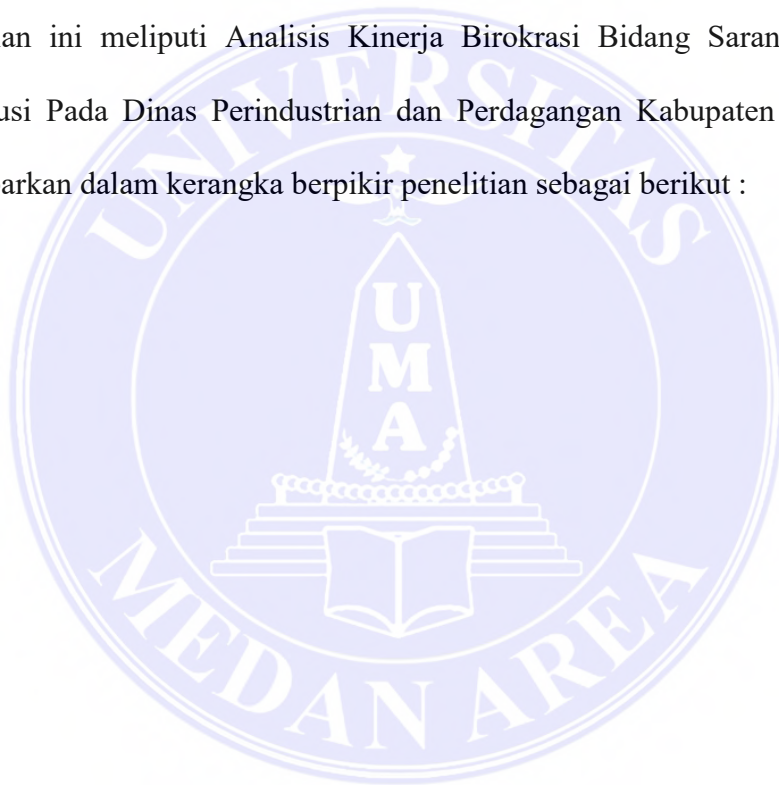 an ini meliputi Analisis Kinerja Birokrasi Bidang Saran
usi Pada Dinas Perindustrian dan Perdagangan Kabupaten
arkan dalam kerangka berpikir penelitian sebagai berikut :
UNIVERSITAS
U
M
A
MEDAN AREA